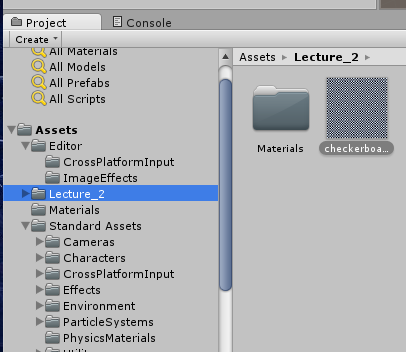 Project
Console
Create
All Materials
All Models
All Prefabs
All Scripts
Assets
Editor
CrossPlatformInput
ImageEffects
Lecture_2
Materials
Standard Assets
Cameras
Characters
CrossPlatformInput
Effects
Environment
ParticleSystems
PhysicsMaterials
Assets ▸ Lecture_2 ▸
Materials
checkerboa...